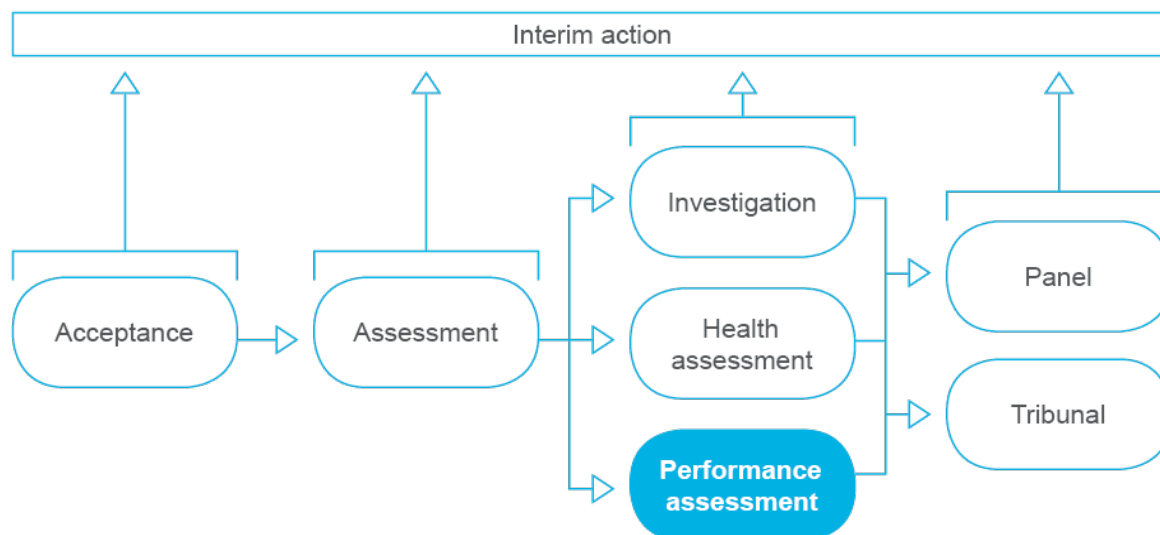 Interim action
Acceptance
Assessment
Investigation
Health
assessment
Performance
assessment
Panel
Tribunal